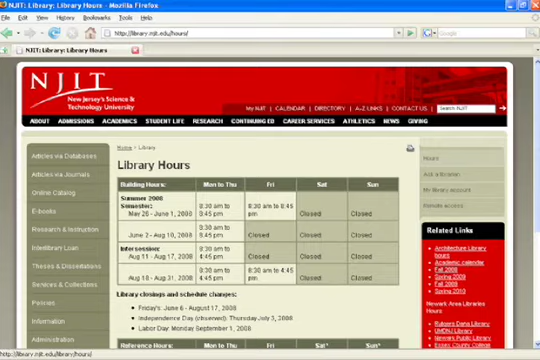 NJIT: Library: Library Hours - Mozilla Firefox
File Edit View History Bookmarks Tools Help
http://library.njit.edu/hours/
Google
NJIT: Library: Library Hours
NJIT
New Jersey's Science &
Technology University
My NJIT | CALENDAR | DIRECTORY | A-Z LINKS | CONTACT US
Search NJIT
ABOUT ADMISSIONS ACADEMICS STUDENT LIFE RESEARCH CONTINUING ED CAREER SERVICES ATHLETICS NEWS GIVING
Articles via Databases
Articles via Journals
Online Catalog
E-books
Research & Instruction
Interlibrary Loan
Theses & Dissertations
Services & Collections
Policies
Information
Administration
Home > Library
Library Hours
Building Hours: Mon to Thu Fri Sat Sun
Summer 2008
Semester:
May 26 - June 1, 2008 8:30 am to 8:45 pm 8:30 am to 8:45 pm Closed Closed
June 2 - Aug 10, 2008 8:30 am to 8:45 pm Closed Closed Closed
Intersession:
Aug 11 - Aug 17, 2008 8:30 am to 4:45 pm 8:30 am to 4:45 pm Closed Closed
Aug 18 - Aug 31, 2008 8:30 am to 4:45 pm 8:30 am to 4:45 pm Closed Closed
Library closings and schedule changes:
Friday's: June 6 - August 17, 2008
Independence Day (observed): Thursday July 3, 2008
Labor Day: Monday September 1, 2008
Reference Hours: Mon to Thu Fri Sat* Sun*
Hours
Ask a librarian
My library account
Remote access
Related Links
Architecture Library
hours
Academic calendar
Fall 2008
Spring 2009
Fall 2009
Spring 2010
Newark Area Libraries
Hours
Rutgers Dana Library
UMDNJ Library
Newark Public Library
Essex County College
http://library.njit.edu/library/hours/